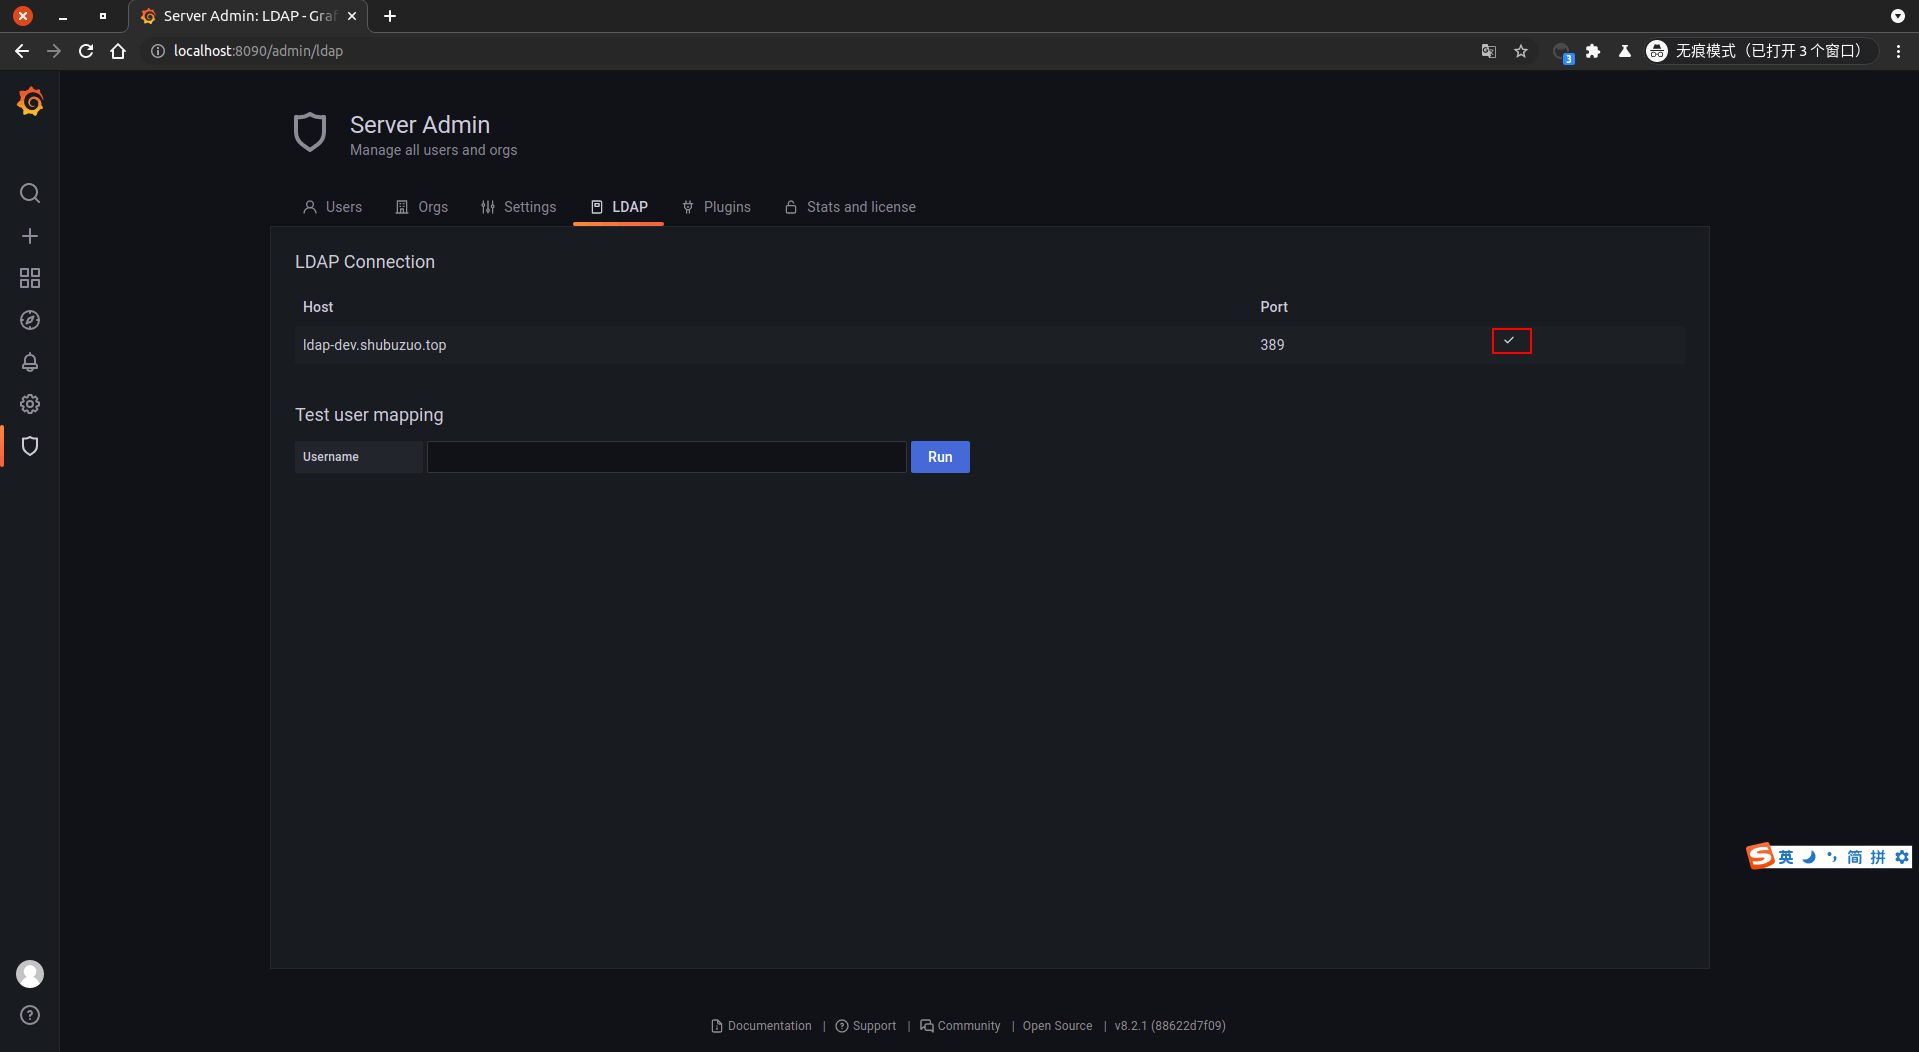 Server Admin: LDAP - Graf
localhost:8090/admin/ldap
3
无痕模式（已打开 3 个窗口）
Server Admin
Manage all users and orgs
Users
Orgs
Settings
LDAP
Plugins
Stats and license
LDAP Connection
Host
Port
ldap-dev.shubuzuo.top
389
Test user mapping
Username
Run
英
简
拼
Documentation | Support | Community | Open Source | v8.2.1 (88622d7f09)